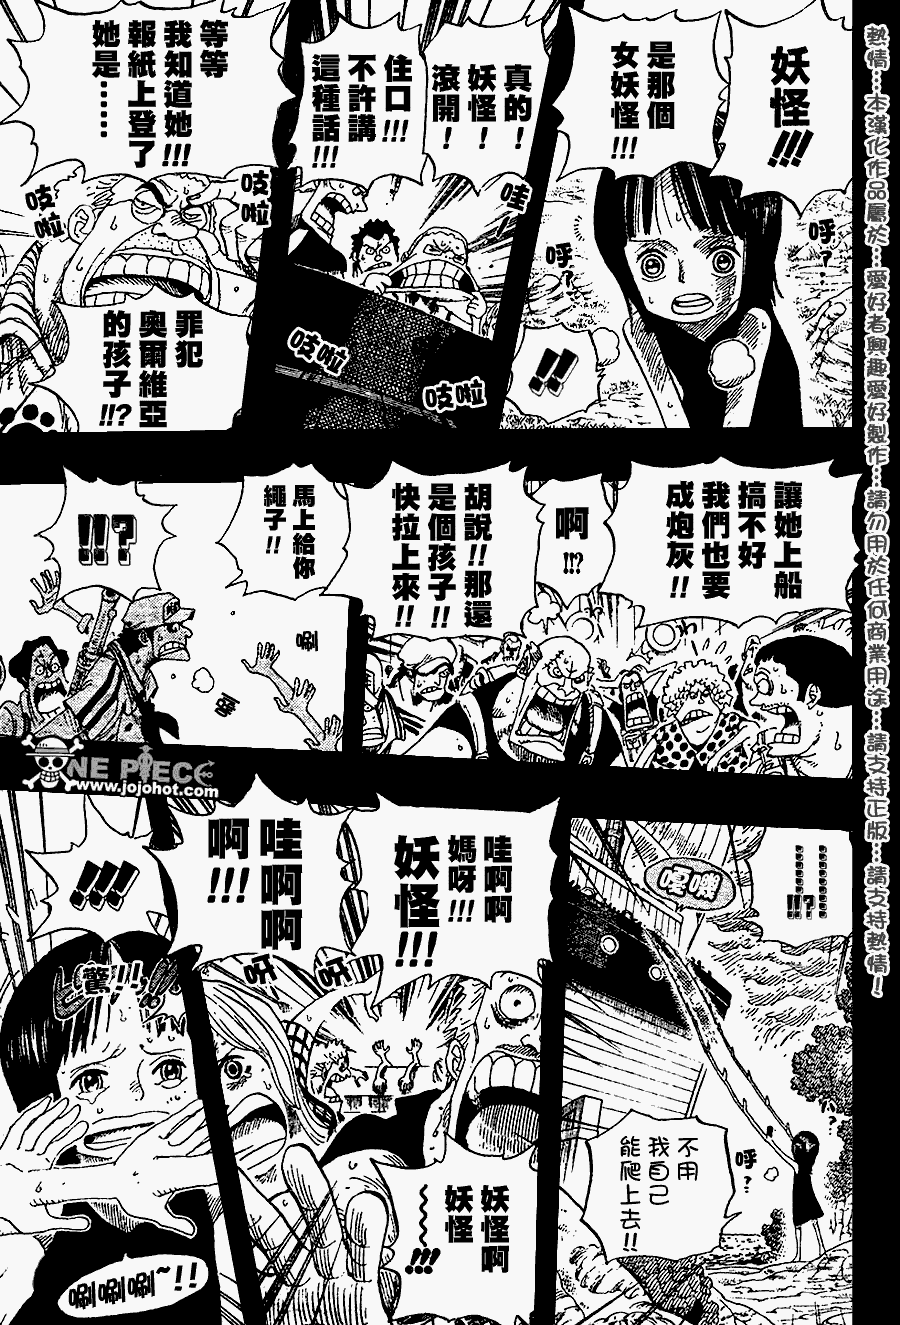 妖怪!!!
是那個
女妖怪!!
呼?
呼?
!!
真的!
妖怪!
滾開!
哇!
住口!!!
不許講
這種話!!!
吱啦
吱啦
等等
我知道她!!!
報紙上登了
她是……
吱啦
吱啦
罪犯
奧爾維亞
的孩子!!?
讓她上船
搞不好
我們也要
成炮灰!!
啊!!?
胡說!!那還
是個孩子!!
快拉上來!!
馬上給你
繩子!!
!!?
…………!!?
嘎嘰
不用
我自己
能爬上去!!
呼?
?
?
哇啊啊
媽呀!!!
妖怪!!!
妖怪啊
妖怪
~~~!!!
哇啊啊
啊!!!
呀
呀
!!!
驚!!!
ONE PIECE
www.jojohot.com
熱情…本漢化作品屬於…愛好者興趣愛好製作…請勿用於任何商業用途…請支持正版…請支持熱情!